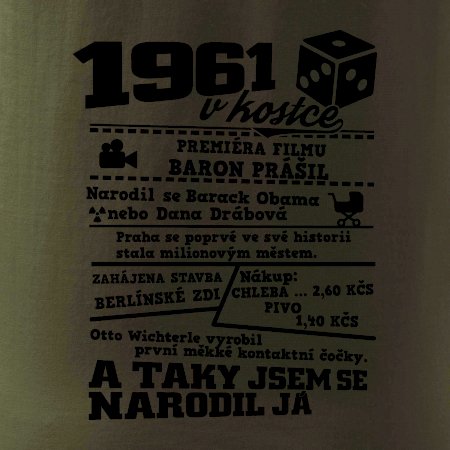 1961
v kostce
PREMIÉRA FILMU
BARON PRÁŠIL
Narodil se Barack Obama
nebo Dana Drábová
Praha se poprvé ve své historii
stala milionovým městem.
ZAHÁJENA STAVBA
BERLÍNSKÉ ZDI
Nákup:
CHLEBA ... 2,60 KČS
PIVO
1,40 KČS
Otto Wichterle vyrobil
první měkké kontaktní čočky.
A TAKY JSEM SE
NARODIL JÁ